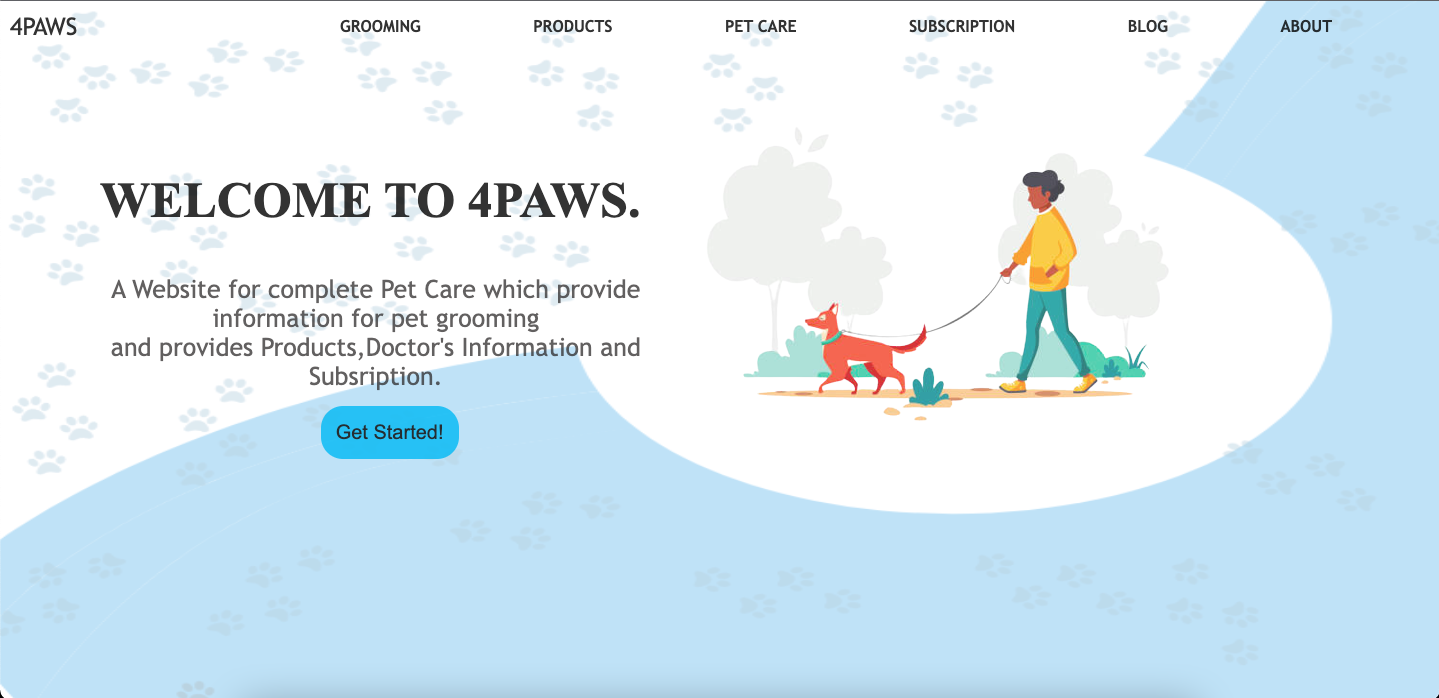 4PAWS GROOMING PRODUCTS PET CARE SUBSCRIPTION BLOG ABOUT
WELCOME TO 4PAWS.
A Website for complete Pet Care which provide
information for pet grooming
and provides Products,Doctor's Information and
Subsription.
Get Started!